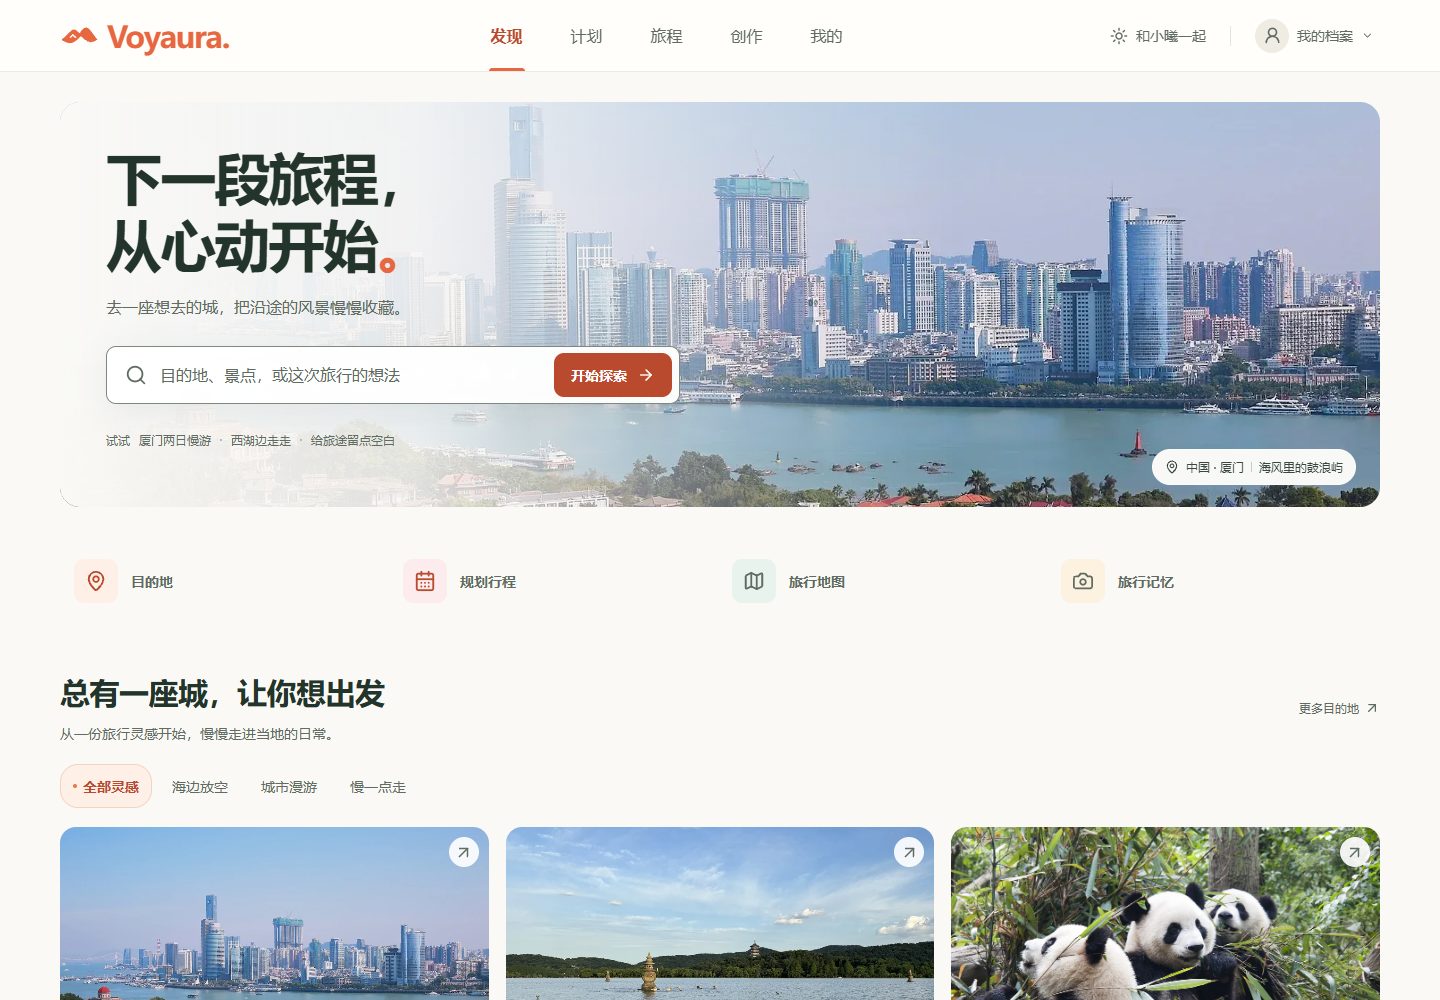 Voyaura.
发现
计划
旅程
创作
我的
和小曦一起
我的档案
下一段旅程，
从心动开始。
去一座想去的城，把沿途的风景慢慢收藏。
目的地、景点，或这次旅行的想法
开始探索
试试 厦门两日慢游 · 西湖边走走 · 给旅途留点空白
中国 · 厦门 | 海风里的鼓浪屿
目的地
规划行程
旅行地图
旅行记忆
总有一座城，让你想出发
更多目的地
从一份旅行灵感开始，慢慢走进当地的日常。
全部灵感
海边放空
城市漫游
慢一点走